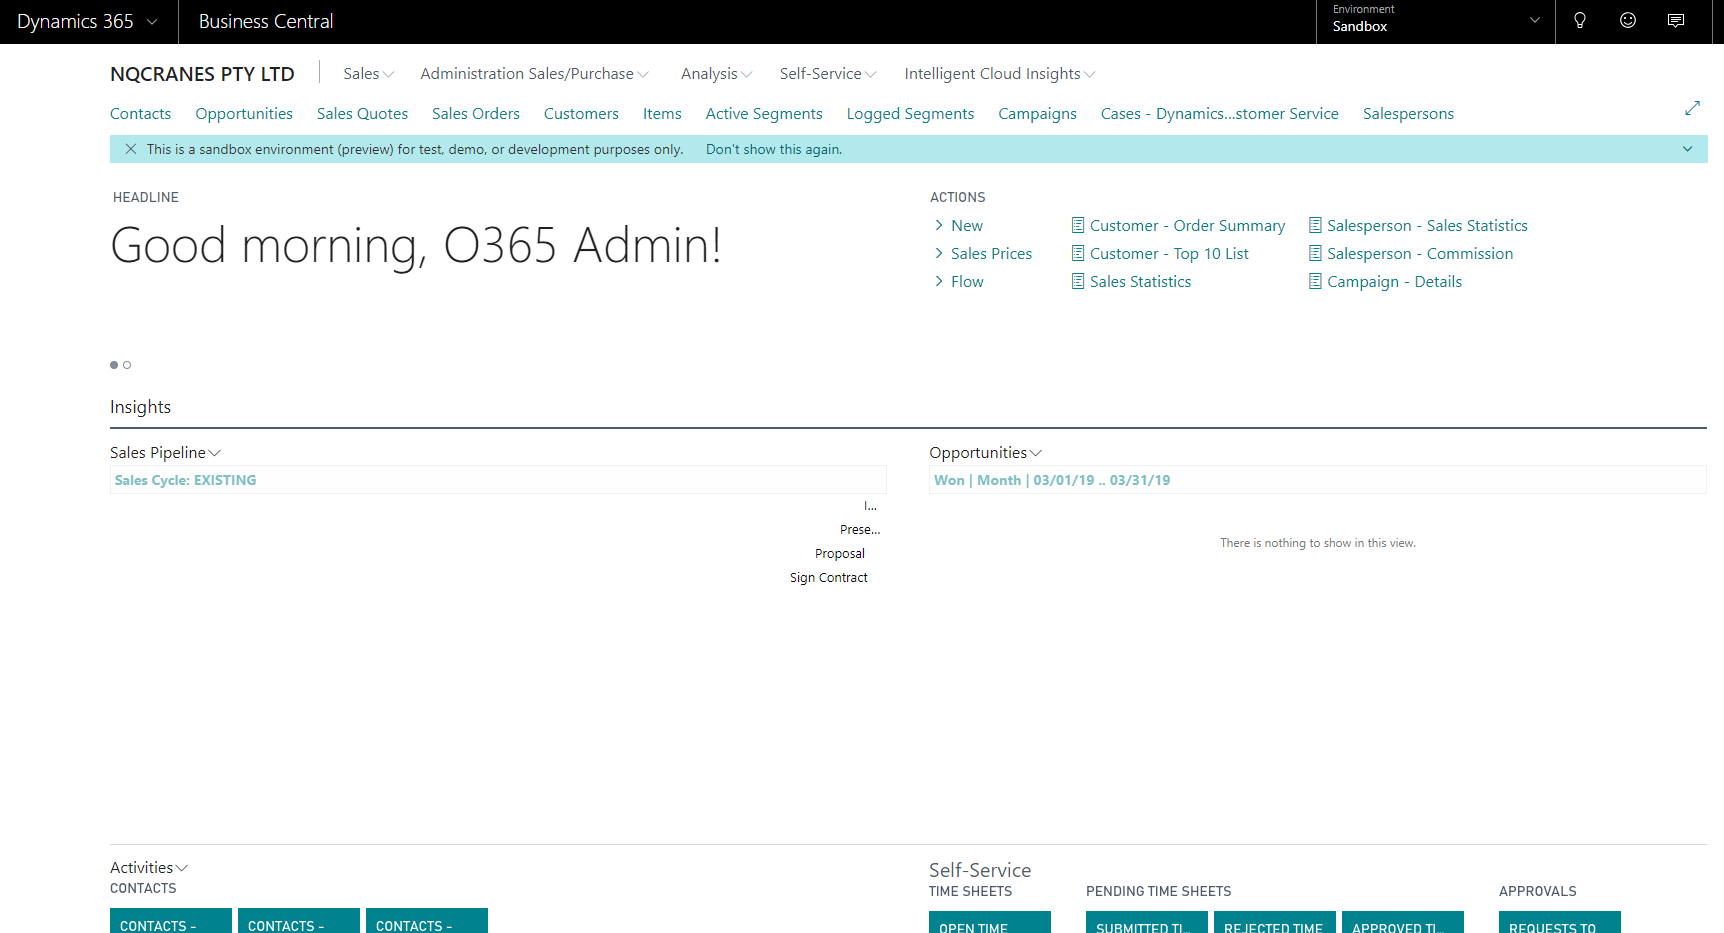 Dynamics 365
Business Central
Environment
Sandbox
NQCRANES PTY LTD
Sales
Administration Sales/Purchase
Analysis
Self-Service
Intelligent Cloud Insights
Contacts
Opportunities
Sales Quotes
Sales Orders
Customers
Items
Active Segments
Logged Segments
Campaigns
Cases - Dynamics...stomer Service
Salespersons
This is a sandbox environment (preview) for test, demo, or development purposes only.
Don't show this again.
HEADLINE
Good morning, O365 Admin!
ACTIONS
New
Sales Prices
Flow
Customer - Order Summary
Customer - Top 10 List
Sales Statistics
Salesperson - Sales Statistics
Salesperson - Commission
Campaign - Details
Insights
Sales Pipeline
Sales Cycle: EXISTING
I...
Prese...
Proposal
Sign Contract
Opportunities
Won | Month | 03/01/19 .. 03/31/19
There is nothing to show in this view.
Activities
CONTACTS
CONTACTS -
CONTACTS -
CONTACTS -
Self-Service
TIME SHEETS
OPEN TIME
PENDING TIME SHEETS
SUBMITTED TI...
REJECTED TIME
APPROVED TI...
APPROVALS
REQUESTS TO